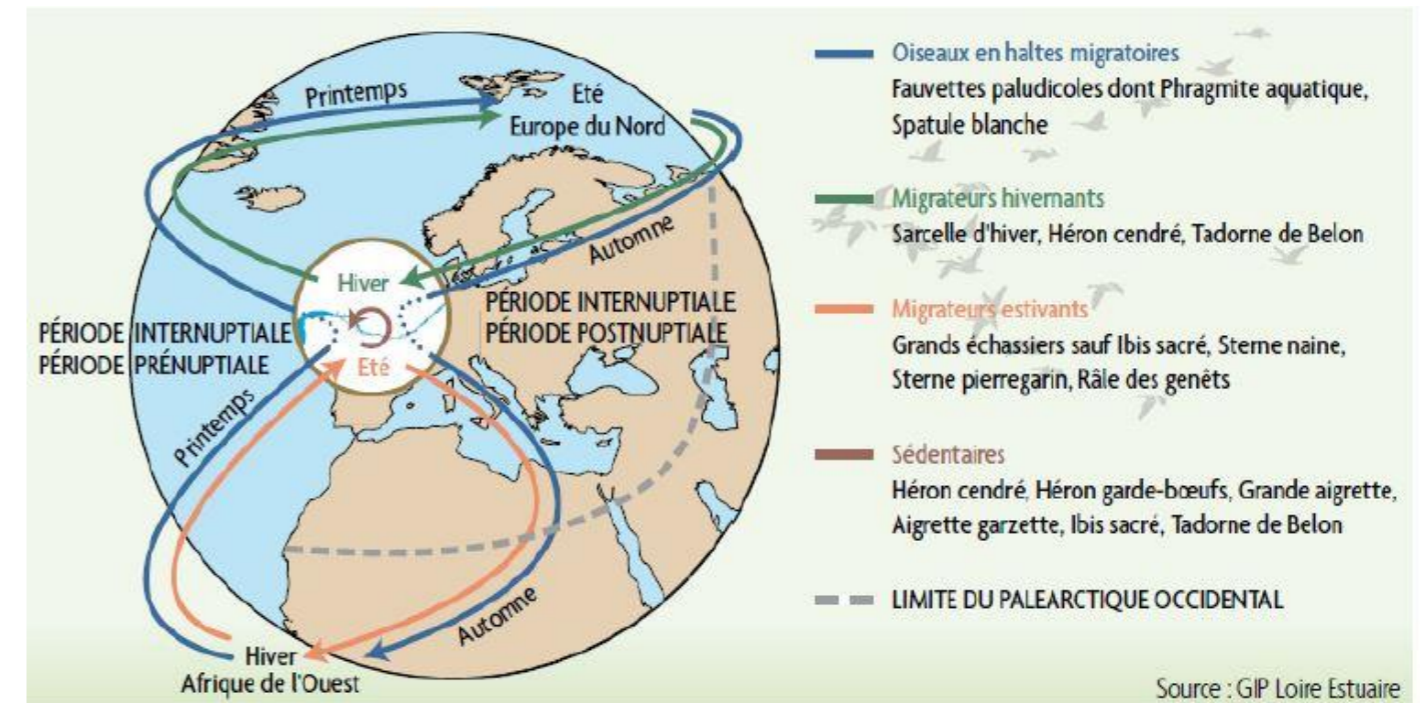 Printemps
Eté
Europe du Nord
Automne
Hiver
Eté
PÉRIODE INTERNUPTIALE
PÉRIODE PRÉNUPTIALE
PÉRIODE INTERNUPTIALE
PÉRIODE POSTNUPTIALE
Printemps
Automne
Hiver
Afrique de l'Ouest
Oiseaux en haltes migratoires
Fauvettes paludicoles dont Phragmite aquatique,
Spatule blanche
Migrateurs hivernants
Sarcelle d'hiver, Héron cendré, Tadorne de Belon
Migrateurs estivants
Grands échassiers sauf Ibis sacré, Sterne naine,
Sterne pierregarin, Râle des genêts
Sédentaires
Héron cendré, Héron garde-bœufs, Grande aigrette,
Aigrette garzette, Ibis sacré, Tadorne de Belon
LIMITE DU PALEARCTIQUE OCCIDENTAL
Source : GIP Loire Estuaire